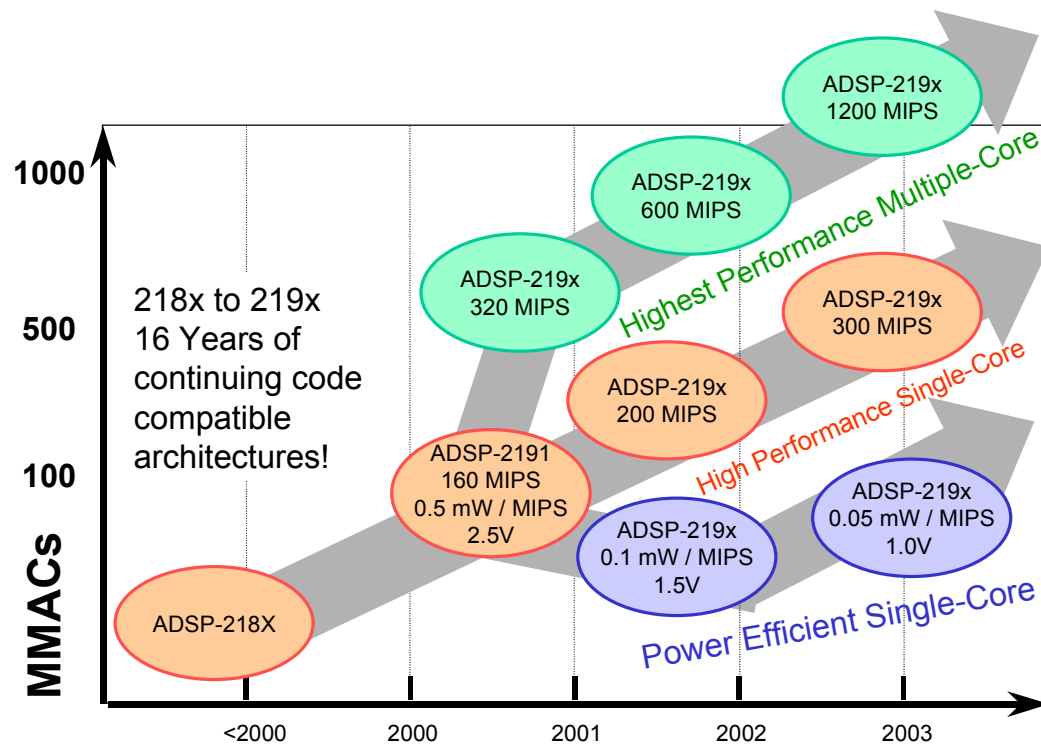 ADSP-219x
1200 MIPS
1000
ADSP-219x
600 MIPS
Highest Performance Multiple-Core
ADSP-219x
320 MIPS
218x to 219x
16 Years of
continuing code
compatible
architectures!
500
ADSP-219x
300 MIPS
ADSP-219x
200 MIPS
High Performance Single-Core
100
ADSP-2191
160 MIPS
0.5 mW / MIPS
2.5V
ADSP-219x
0.1 mW / MIPS
1.5V
ADSP-219x
0.05 mW / MIPS
1.0V
Power Efficient Single-Core
ADSP-218X
MMACs
<2000
2000
2001
2002
2003